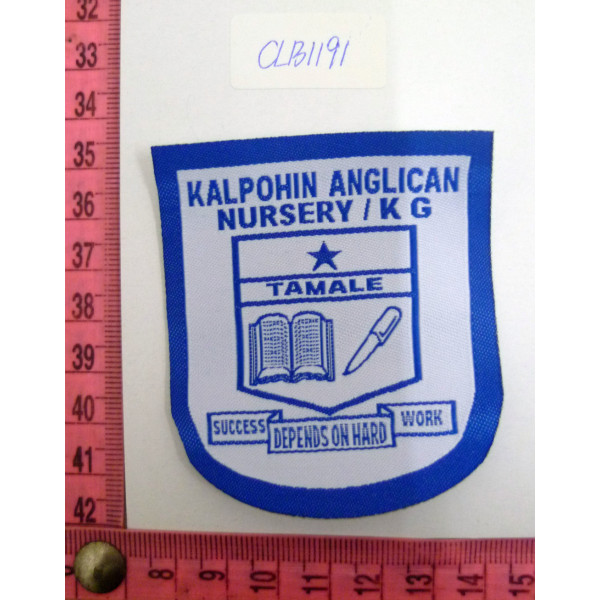 CLB1191
KALPOHIN ANGLICAN
NURSERY / K G
TAMALE
SUCCESS DEPENDS ON HARD WORK
32
33
34
35
36
37
38
39
40
41
42
8 9 10 11 12 13 14 15